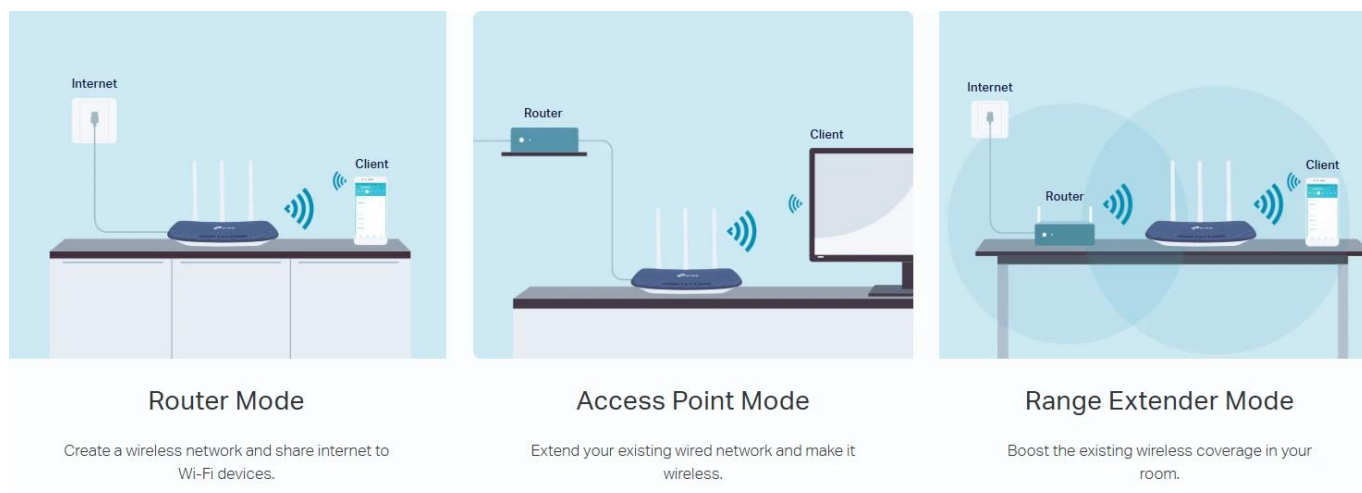 Internet
Client
Router Mode
Create a wireless network and share internet to
Wi-Fi devices.
Router
Client
Access Point Mode
Extend your existing wired network and make it
wireless.
Internet
Router
Client
Range Extender Mode
Boost the existing wireless coverage in your
room.